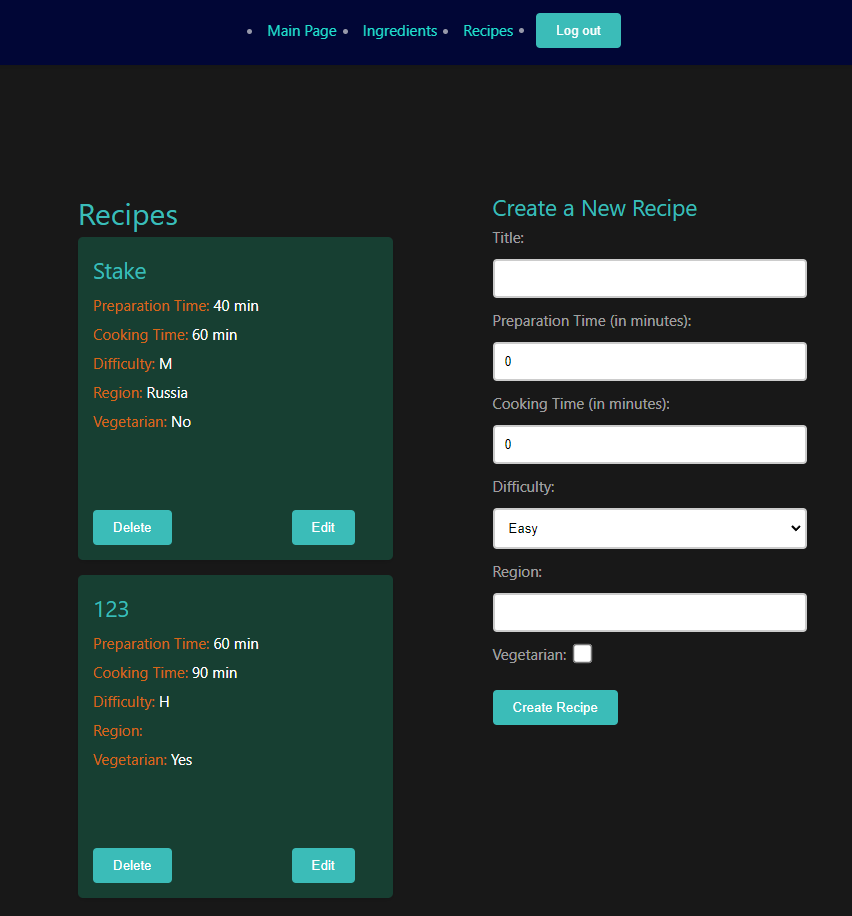 Main Page Ingredients Recipes Log out
Recipes
Stake
Preparation Time: 40 min
Cooking Time: 60 min
Difficulty: M
Region: Russia
Vegetarian: No
Delete Edit
123
Preparation Time: 60 min
Cooking Time: 90 min
Difficulty: H
Region:
Vegetarian: Yes
Delete Edit
Create a New Recipe
Title:
Preparation Time (in minutes):
0
Cooking Time (in minutes):
0
Difficulty:
Easy
Region:
Vegetarian:
Create Recipe